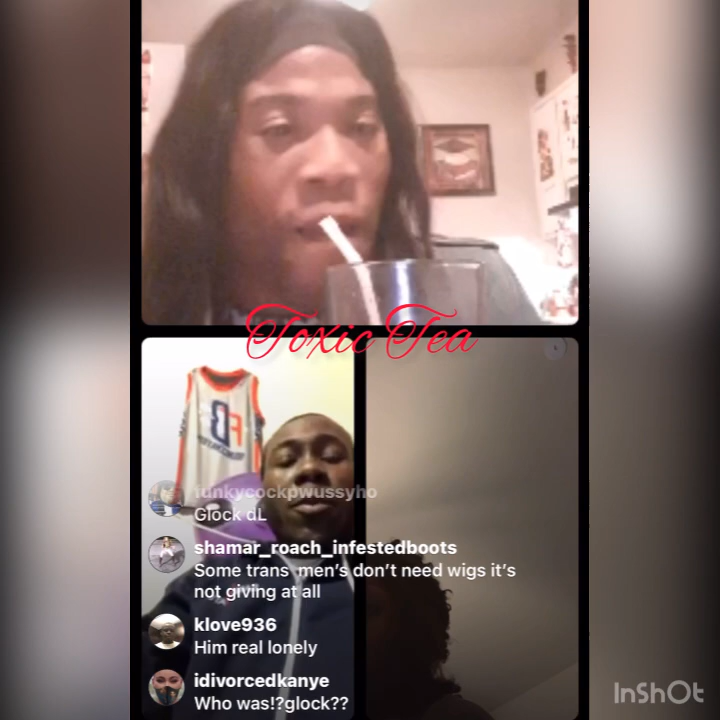 Toxic Tea
funkycockpwussyho
Glock dL
shamar_roach_infestedboots
Some trans men's don't need wigs it's
not giving at all
klove936
Him real lonely
idivorcedkanye
Who was!?glock??
InShOt